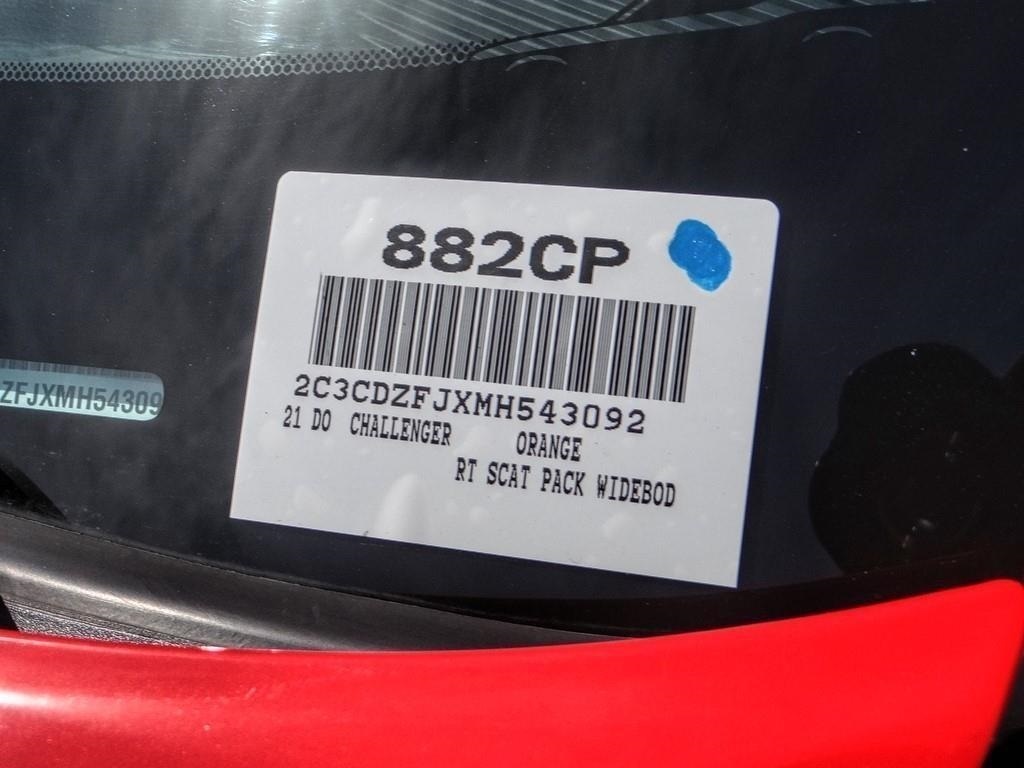 882CP
2C3CDZFJXMH543092
21 DO CHALLENGER ORANGE
RT SCAT PACK WIDEBOD
ZFJXMH54309